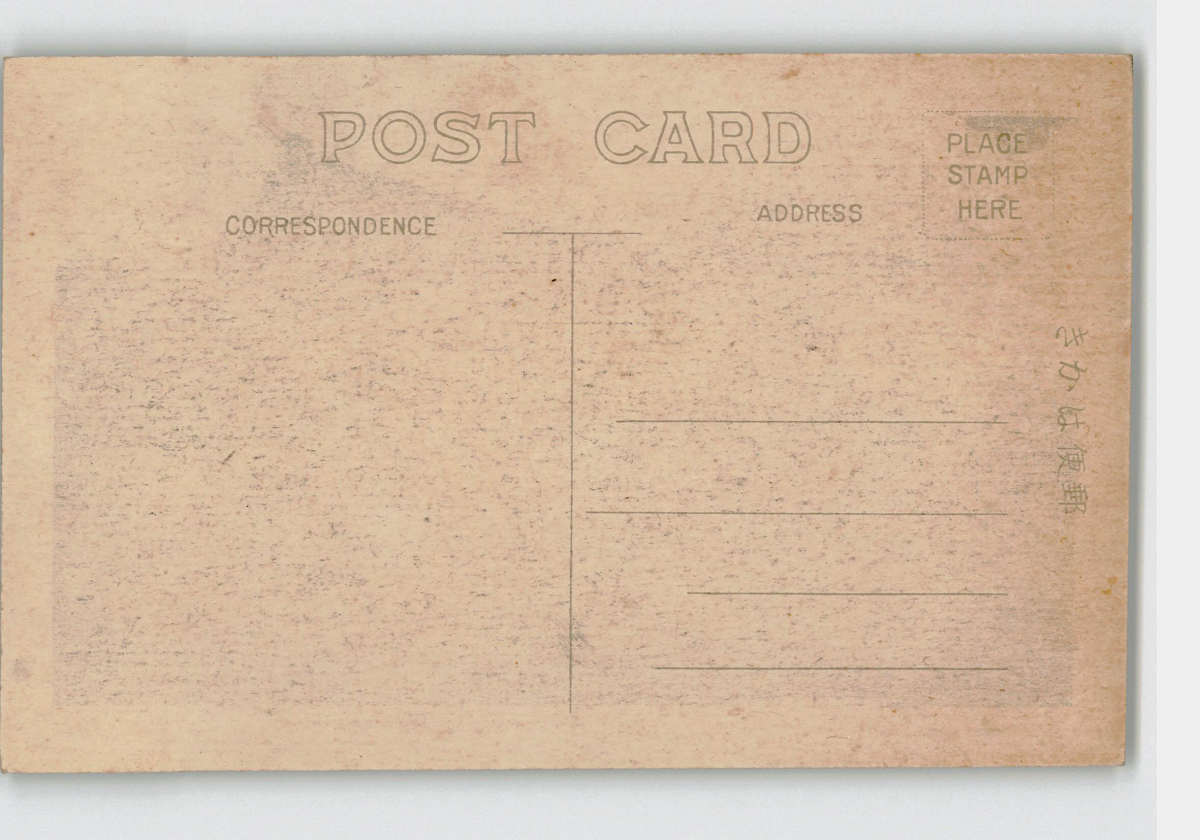 POST CARD
CORRESPONDENCE
ADDRESS
PLACE
STAMP
HERE
郵便はかき